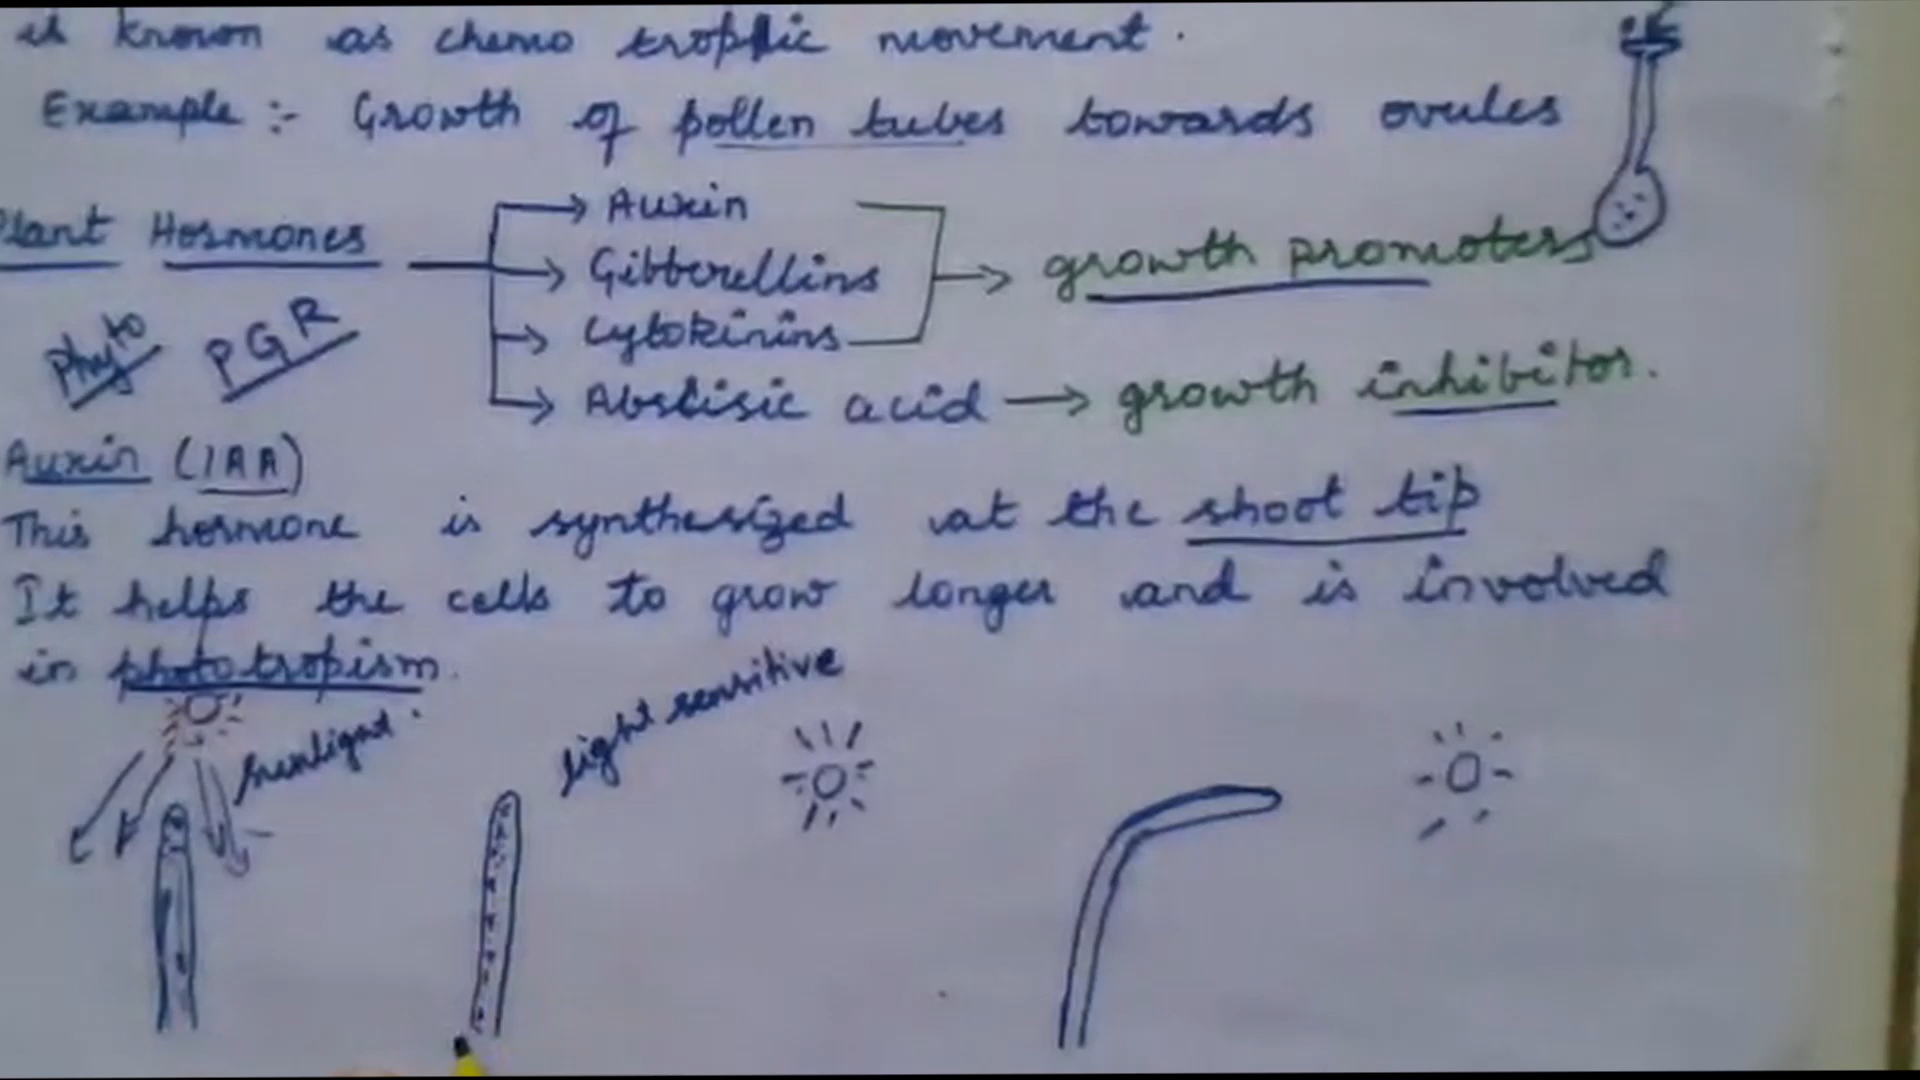 is known as chemo tropic movement.
Example :- Growth of pollen tubes towards ovules
Plant Hormones
Auxin
Gibberellins
Cytokinins
growth promoters
Abscisic acid → growth inhibitor.
Phyto PGR
Auxin (IAA)
This hormone is synthesized at the shoot tip
It helps the cells to grow longer and is involved
in phototropism.
sunlight
light sensitive